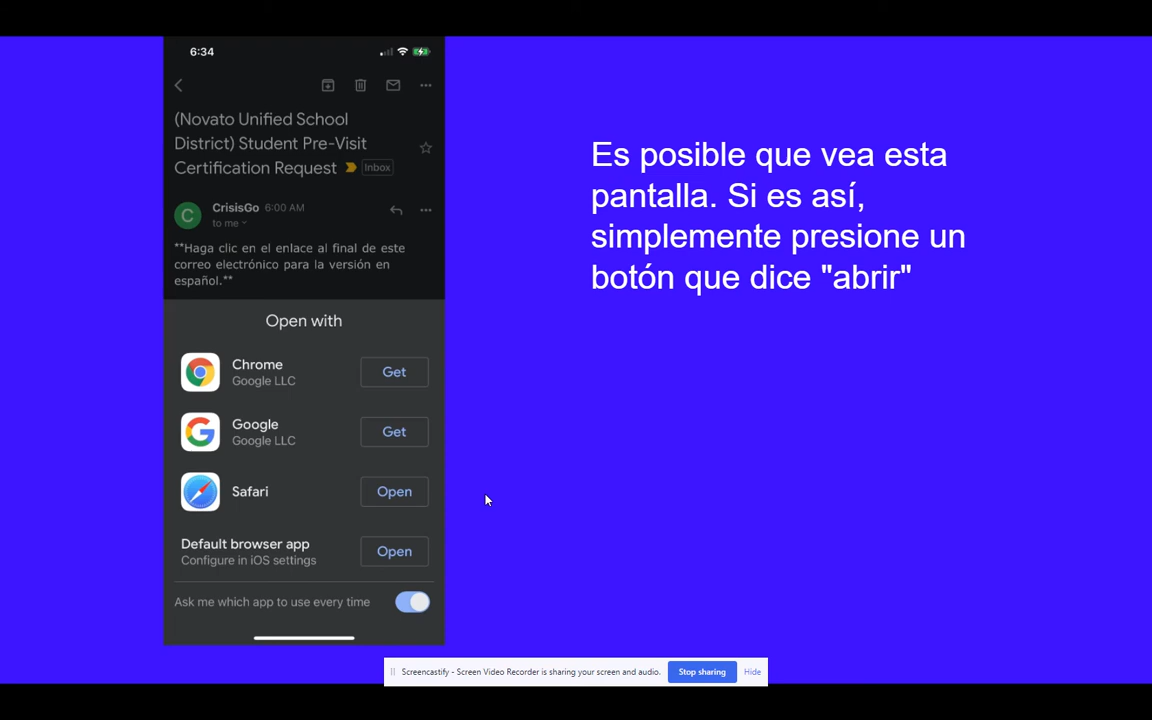 6:34
(Novato Unified School
District) Student Pre-Visit
Certification Request Inbox
C CrisisGo 6:00 AM
to me
**Haga clic en el enlace al final de este
correo electrónico para la versión en
español.**
Open with
Chrome
Google LLC
Get
Google
Google LLC
Get
Safari
Open
Default browser app
Configure in iOS settings
Open
Ask me which app to use every time
Es posible que vea esta
pantalla. Si es así,
simplemente presione un
botón que dice "abrir"
Screencastify - Screen Video Recorder is sharing your screen and audio. Stop sharing Hide